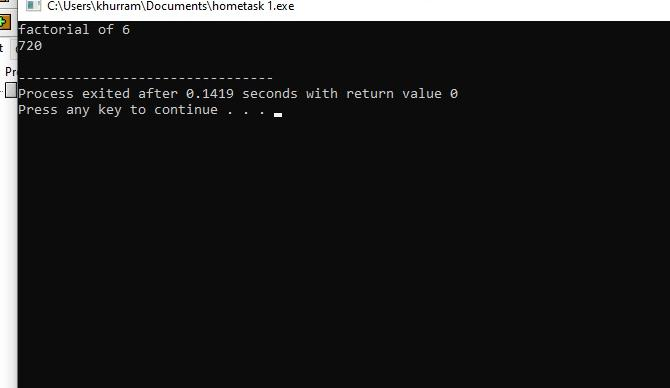 C:\Users\khurram\Documents\hometask 1.exe
factorial of 6
720
--------------------------------
Process exited after 0.1419 seconds with return value 0
Press any key to continue . . .